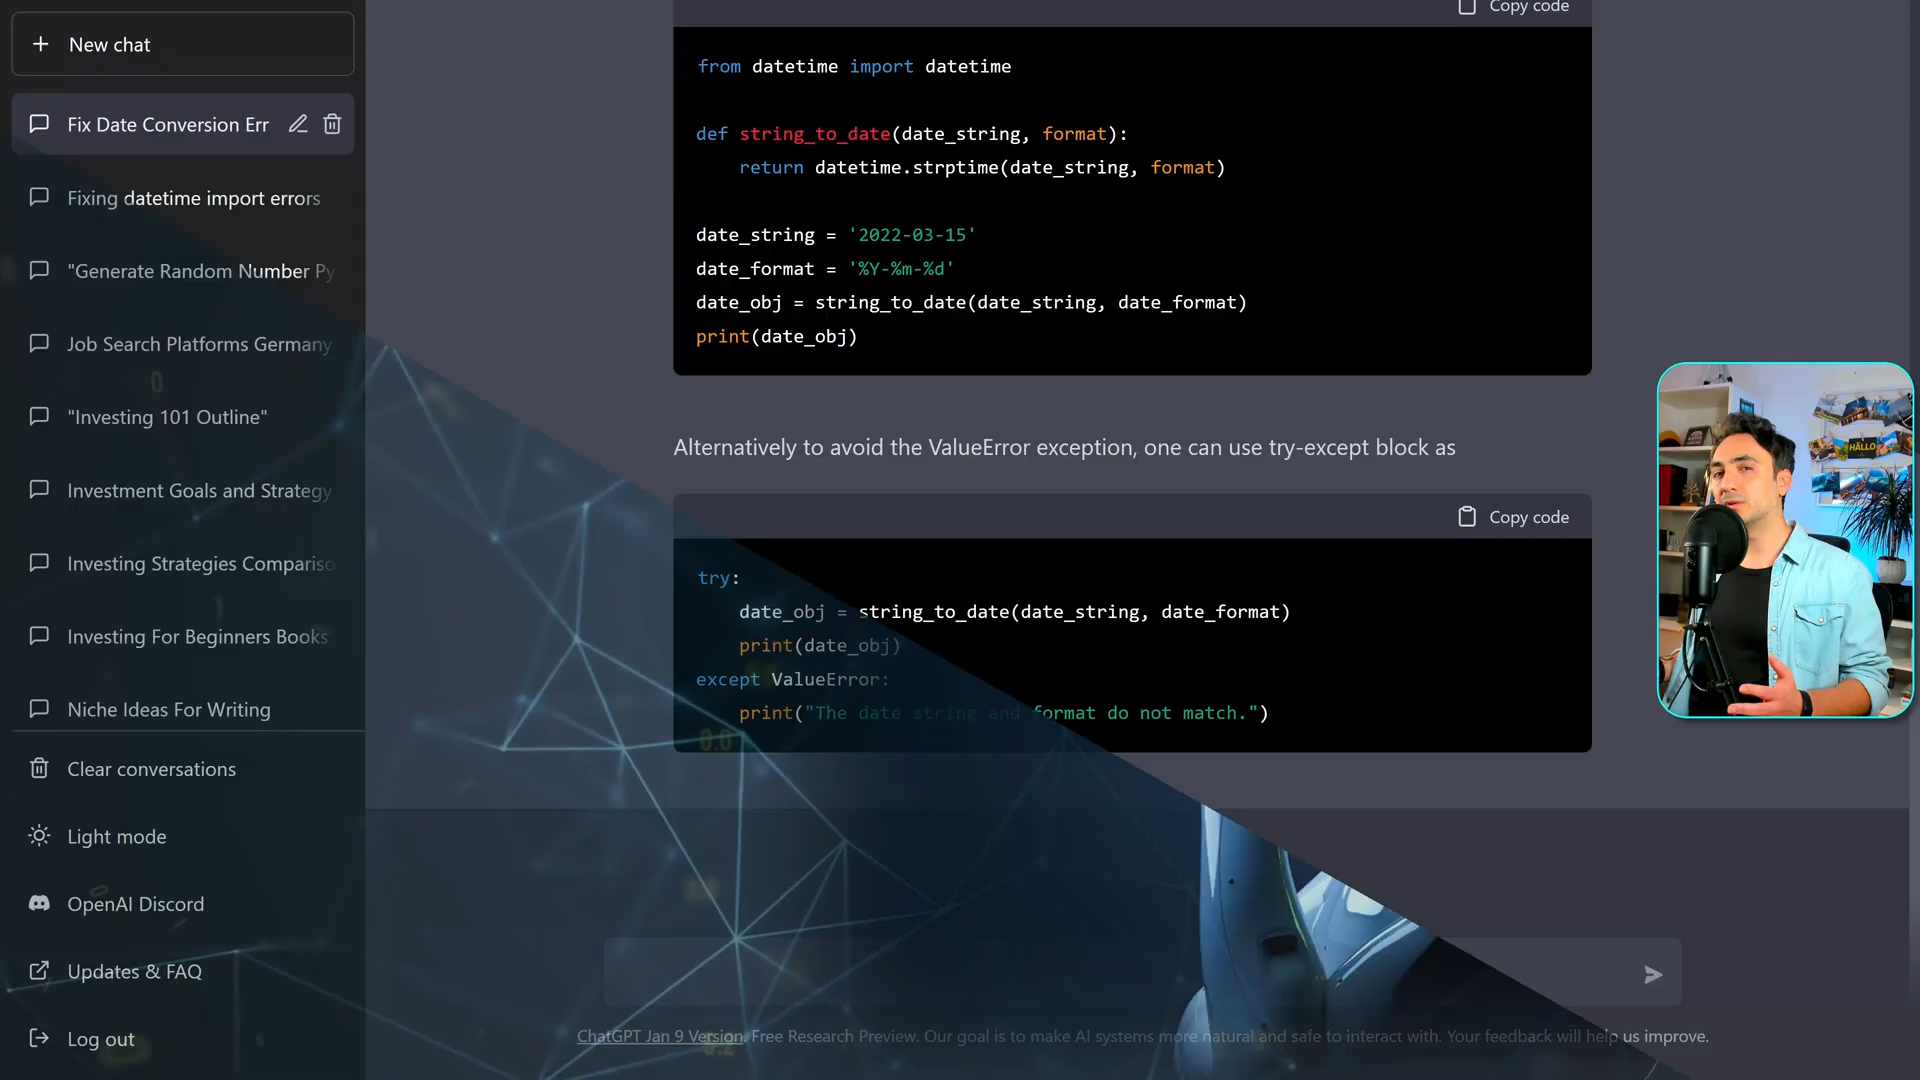 New chat
Fix Date Conversion Err
Fixing datetime import errors
"Generate Random Number Py
Job Search Platforms Germany
"Investing 101 Outline"
Investment Goals and Strategy
Investing Strategies Compariso
Investing For Beginners Books
Niche Ideas For Writing
Clear conversations
Light mode
OpenAI Discord
Updates & FAQ
Log out
Copy code
from datetime import datetime
def string_to_date(date_string, format):
    return datetime.strptime(date_string, format)
date_string = '2022-03-15'
date_format = '%Y-%m-%d'
date_obj = string_to_date(date_string, date_format)
print(date_obj)
Alternatively to avoid the ValueError exception, one can use try-except block as
Copy code
try:
    date_obj = string_to_date(date_string, date_format)
    print(date_obj)
except ValueError:
    print("The date string and format do not match.")
HALLO
ChatGPT Jan 9 Version. Free Research Preview. Our goal is to make AI systems more natural and safe to interact with. Your feedback will help us improve.